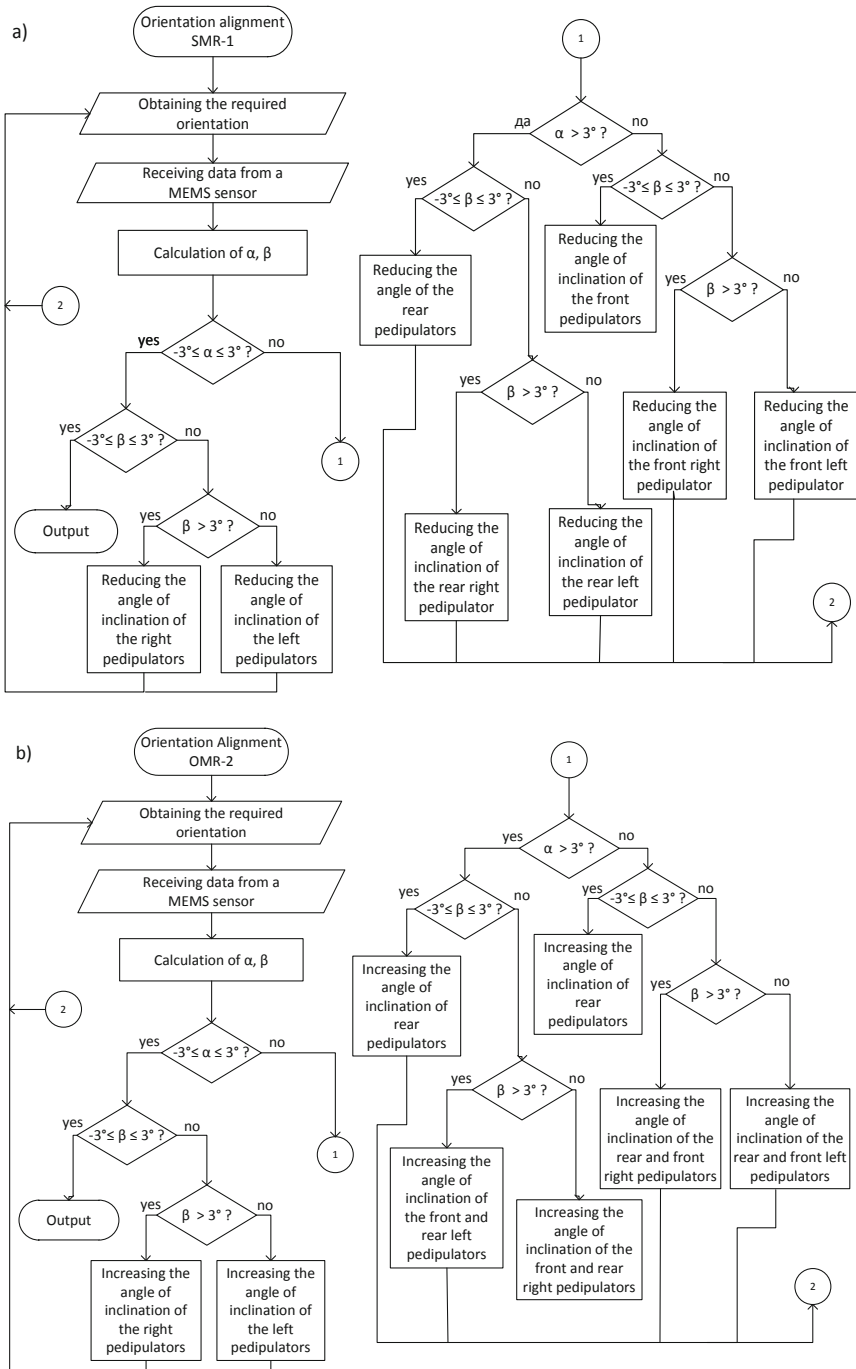 a)
Orientation alignment
SMR-1
Obtaining the required
orientation
Receiving data from a
MEMS sensor
Calculation of α, β
2
yes
-3°≤ α ≤ 3° ?
no
yes
-3°≤ β ≤ 3° ?
no
1
Output
yes
β > 3° ?
no
Reducing the
angle of
inclination of
the right
pedipulators
Reducing the
angle of
inclination of
the left
pedipulators
1
да
α > 3° ?
no
yes
-3°≤ β ≤ 3° ?
no
yes
-3°≤ β ≤ 3° ?
no
Reducing the
angle of the
rear
pedipulators
Reducing the
angle of
inclination of
the front
pedipulators
yes
β > 3° ?
no
yes
β > 3° ?
no
Reducing the
angle of
inclination of
the front right
pedipulator
Reducing the
angle of
inclination of
the front left
pedipulator
Reducing the
angle of
inclination of
the rear right
pedipulator
Reducing the
angle of
inclination of
the rear left
pedipulator
2
b)
Orientation Alignment
OMR-2
Obtaining the required
orientation
Receiving data from a
MEMS sensor
Calculation of α, β
2
yes
-3°≤ α ≤ 3° ?
no
yes
-3°≤ β ≤ 3° ?
no
1
Output
yes
β > 3° ?
no
Increasing the
angle of
inclination of
the right
pedipulators
Increasing the
angle of
inclination of
the left
pedipulators
1
yes
α > 3° ?
no
yes
-3°≤ β ≤ 3° ?
no
yes
-3°≤ β ≤ 3° ?
no
Increasing the
angle of
inclination of
rear
pedipulators
Increasing the
angle of
inclination of
rear
pedipulators
yes
β > 3° ?
no
yes
β > 3° ?
no
Increasing the
angle of
inclination of the
rear and front
right pedipulators
Increasing the
angle of
inclination of the
rear and front left
pedipulators
Increasing the
angle of
inclination of
the front and
rear left
pedipulators
Increasing the
angle of
inclination of the
front and rear
right pedipulators
2